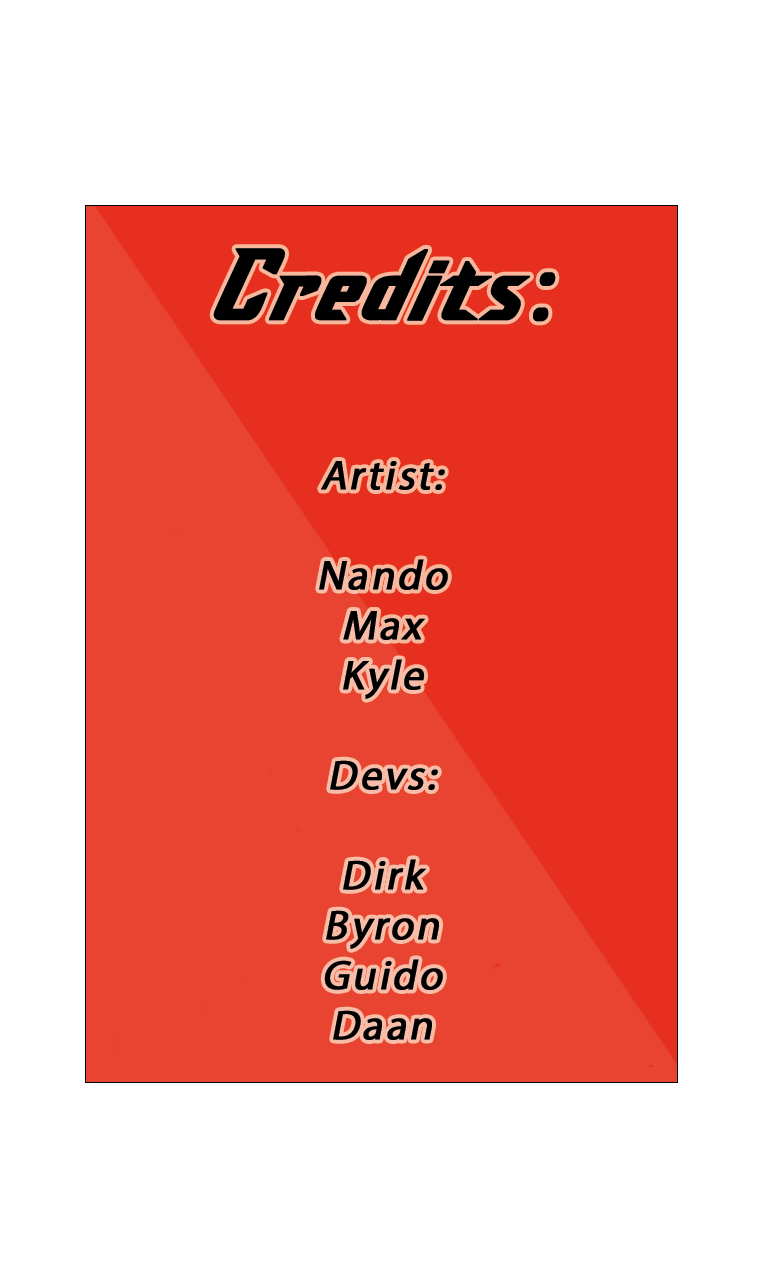 Credits:
Artist:
Nando
Max
Kyle
Devs:
Dirk
Byron
Guido
Daan